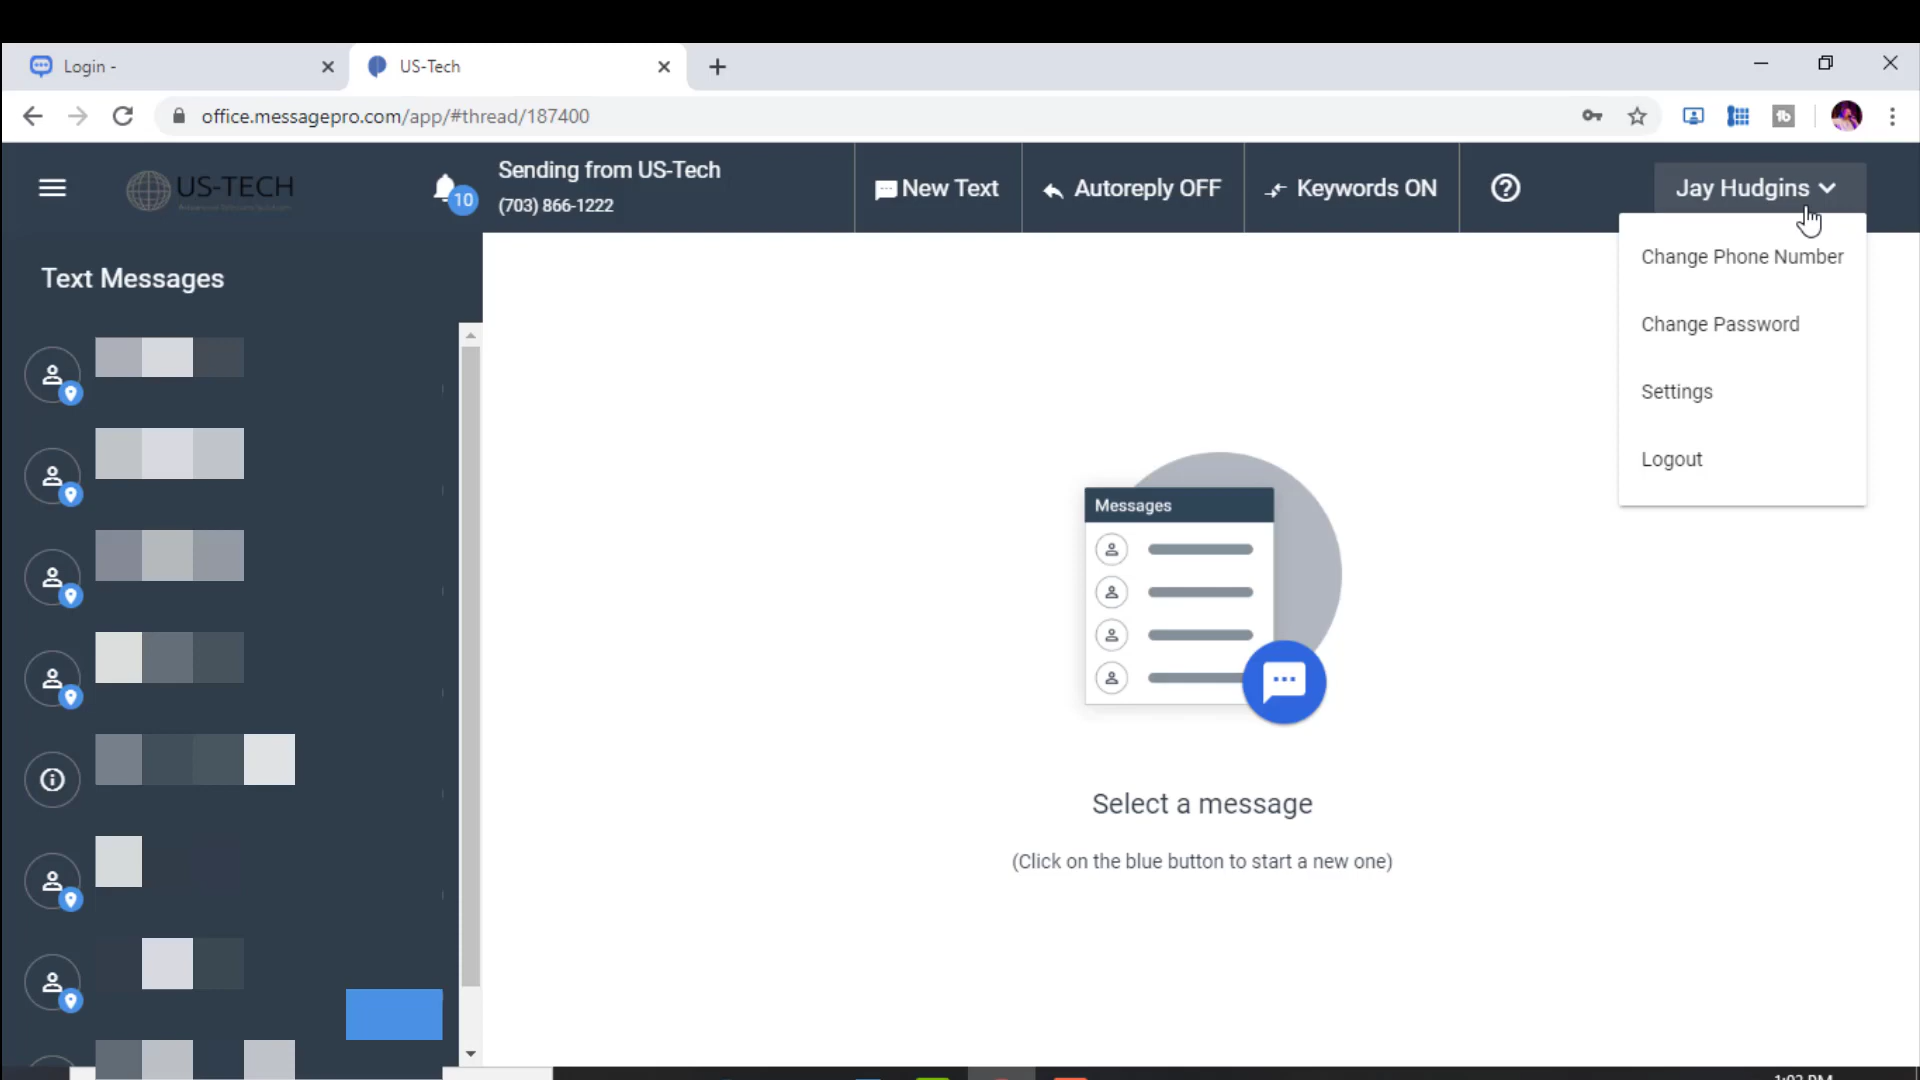 Login -
US-Tech
office.messagepro.com/app/#thread/187400
US-TECH
10
Sending from US-Tech
(703) 866-1222
New Text
Autoreply OFF
Keywords ON
Jay Hudgins
Change Phone Number
Change Password
Settings
Logout
Text Messages
Messages
Select a message
(Click on the blue button to start a new one)